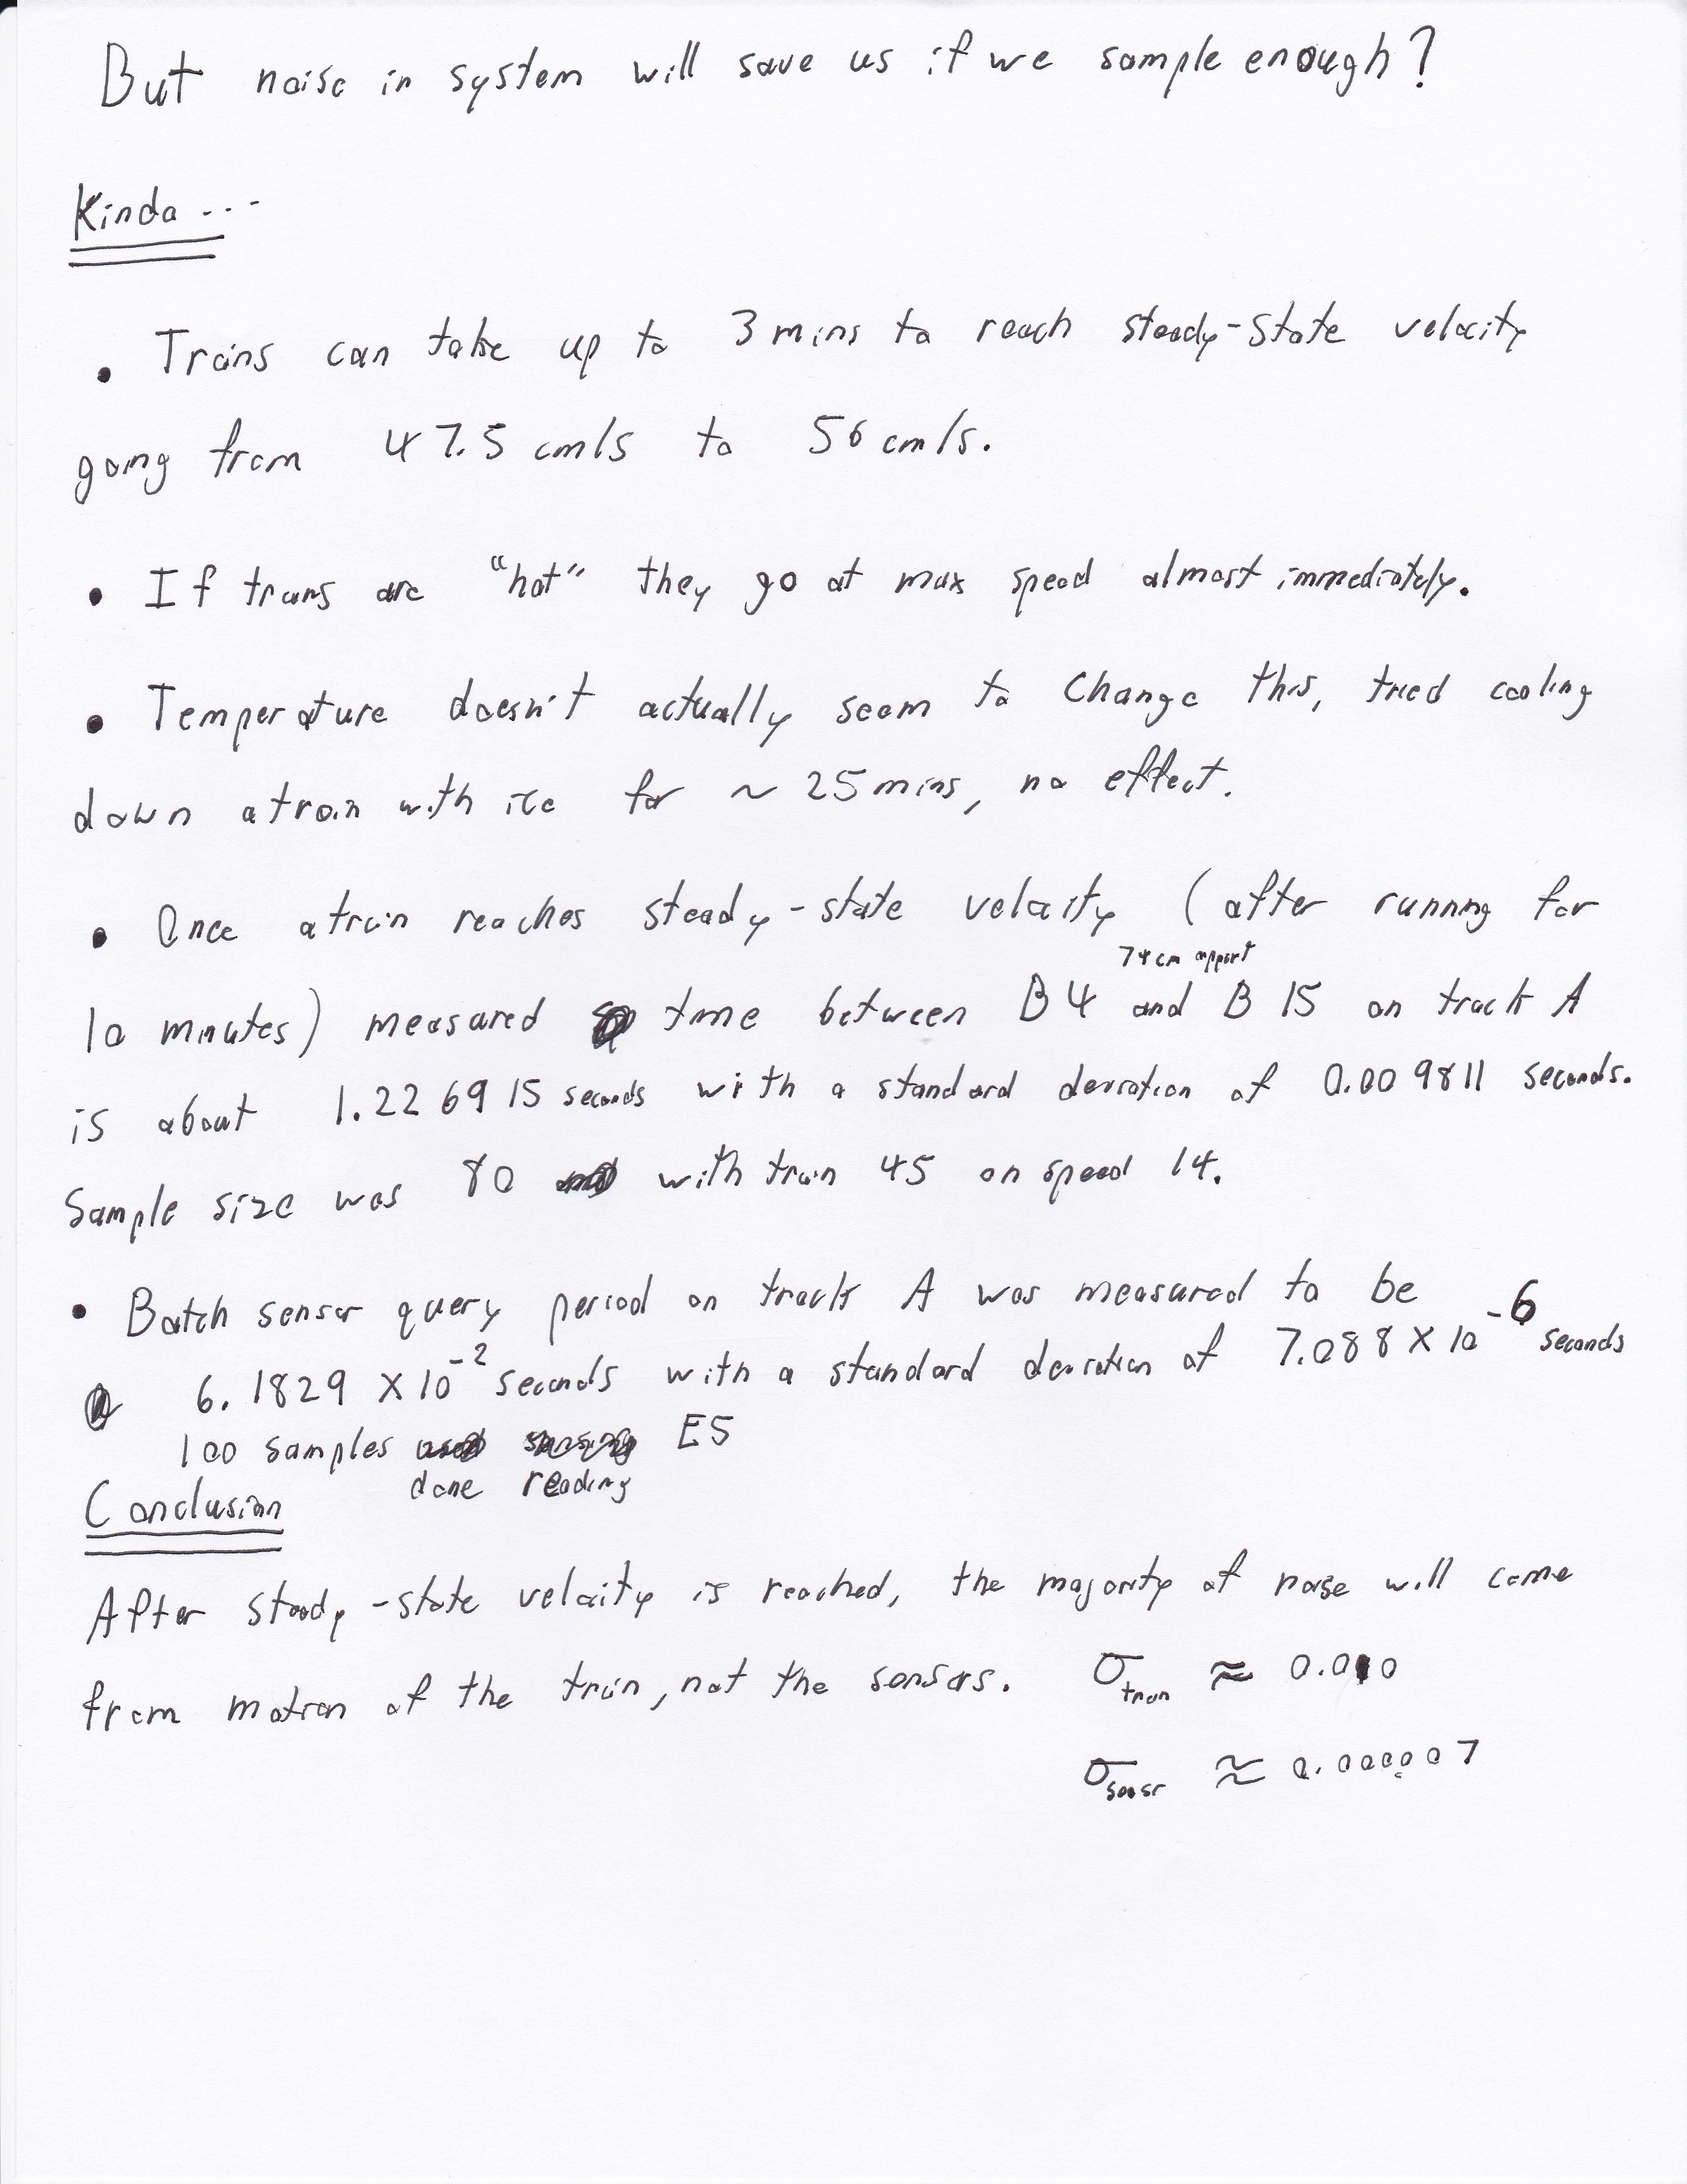 But noise in system will save us if we sample enough?
Kinda ...
• Trains can take up to 3 mins to reach steady-state velocity
going from 47.5 cm/s to 56 cm/s.
• If trains are "hot" they go at max speed almost immediately.
• Temperature doesn't actually seem to change this, tried cooling
down a train with ice for ~ 25 mins, no effect.
• Once a train reaches steady-state velocity (after running for
74 cm appart
10 minutes) measured time between B4 and B15 on track A
is about 1.226915 seconds with a standard deviation of 0.009811 seconds.
Sample size was 80 with train 45 on speed 14.
• Batch sensor query period on track A was measured to be
6.1829 X 10⁻² seconds with a standard deviation of 7.088 X 10⁻⁶ seconds
100 samples E5
done reading
Conclusion
After steady-state velocity is reached, the majority of noise will come
from motion of the train, not the sensors. σtrain ≈ 0.010
σsensor ≈ 0.000007